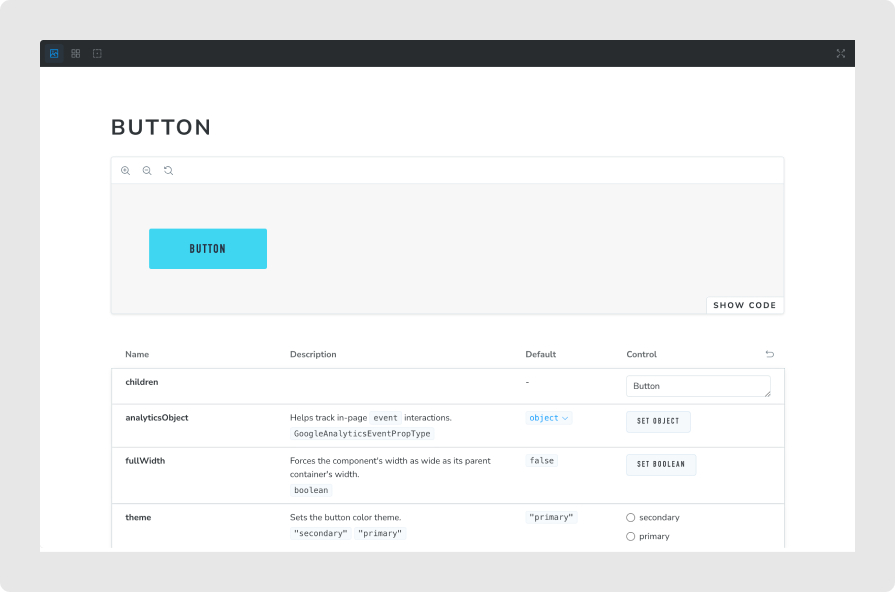 BUTTON
BUTTON
SHOW CODE
Name Description Default Control
children - Button
analyticsObject Helps track in-page event interactions. object SET OBJECT
GoogleAnalyticsEventPropType
fullWidth Forces the component's width as wide as its parent false SET BOOLEAN
container's width.
boolean
theme Sets the button color theme. "primary" secondary
"secondary" "primary" primary